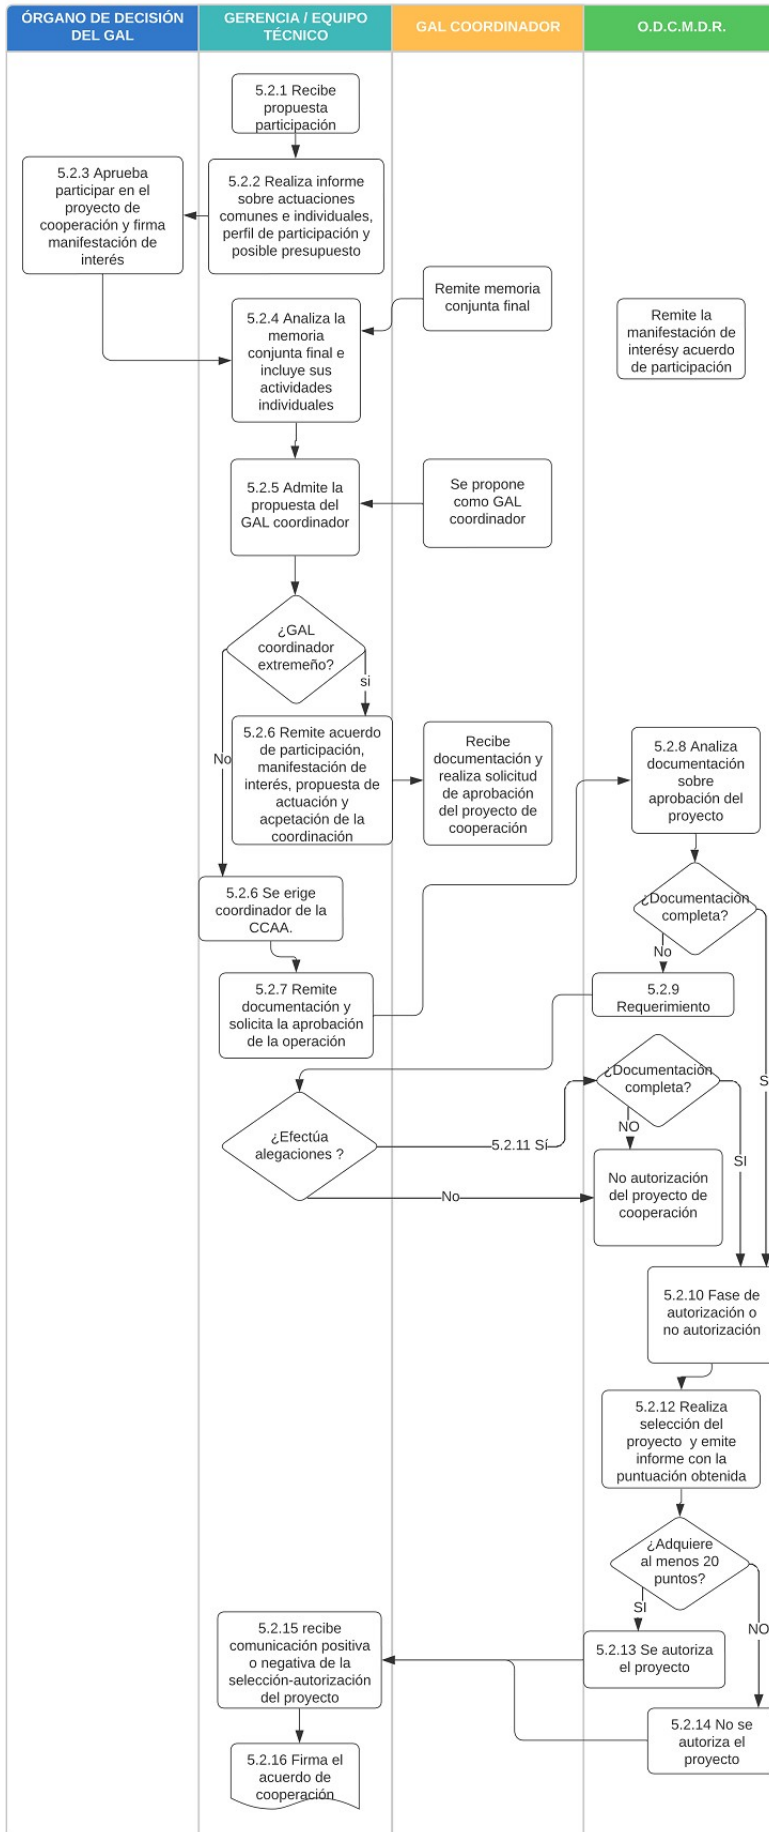 ÓRGANO DE DECISIÓN
DEL GAL
GERENCIA / EQUIPO
TÉCNICO
GAL COORDINADOR
O.D.C.M.D.R.
5.2.1 Recibe
propuesta
participación
5.2.3 Aprueba
participar en el
proyecto de
cooperación y firma
manifestación de
interés
5.2.2 Realiza informe
sobre actuaciones
comunes e individuales,
perfil de participación y
posible presupuesto
Remite memoria
conjunta final
5.2.4 Analiza la
memoria
conjunta final e
incluye sus
actividades
individuales
Remite la
manifestación de
interésy acuerdo
de participación
5.2.5 Admite la
propuesta del
GAL coordinador
Se propone
como GAL
coordinador
¿GAL
coordinador
extremeño?
si
No
5.2.6 Remite acuerdo
de participación,
manifestación de
interés, propuesta de
actuación y
acpetación de la
coordinación
Recibe
documentación y
realiza solicitud
de aprobación
del proyecto de
cooperación
5.2.8 Analiza
documentación
sobre
aprobación del
proyecto
5.2.6 Se erige
coordinador de la
CCAA.
¿Documentación
completa?
No
5.2.7 Remite
documentación y
solicita la aprobación
de la operación
5.2.9
Requerimiento
¿Documentación
completa?
NO
SI
¿Efectúa
alegaciones ?
5.2.11 Sí
No
No autorización
del proyecto de
cooperación
5.2.10 Fase de
autorización o
no autorización
5.2.12 Realiza
selección del
proyecto y emite
informe con la
puntuación obtenida
¿Adquiere
al menos 20
puntos?
SI
NO
5.2.15 recibe
comunicación positiva
o negativa de la
selección-autorización
del proyecto
5.2.13 Se autoriza
el proyecto
5.2.14 No se
autoriza el
proyecto
5.2.16 Firma el
acuerdo de
cooperación